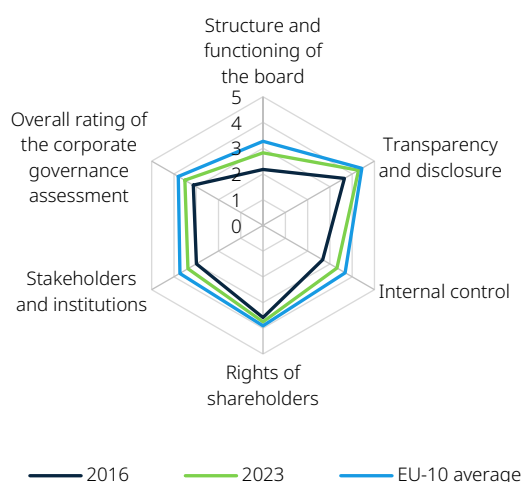 Structure and
functioning of
the board
5
4
3
2
1
0
Overall rating of
the corporate
governance
assessment
Transparency
and disclosure
Stakeholders
and institutions
Internal control
Rights of
shareholders
2016
2023
EU-10 average